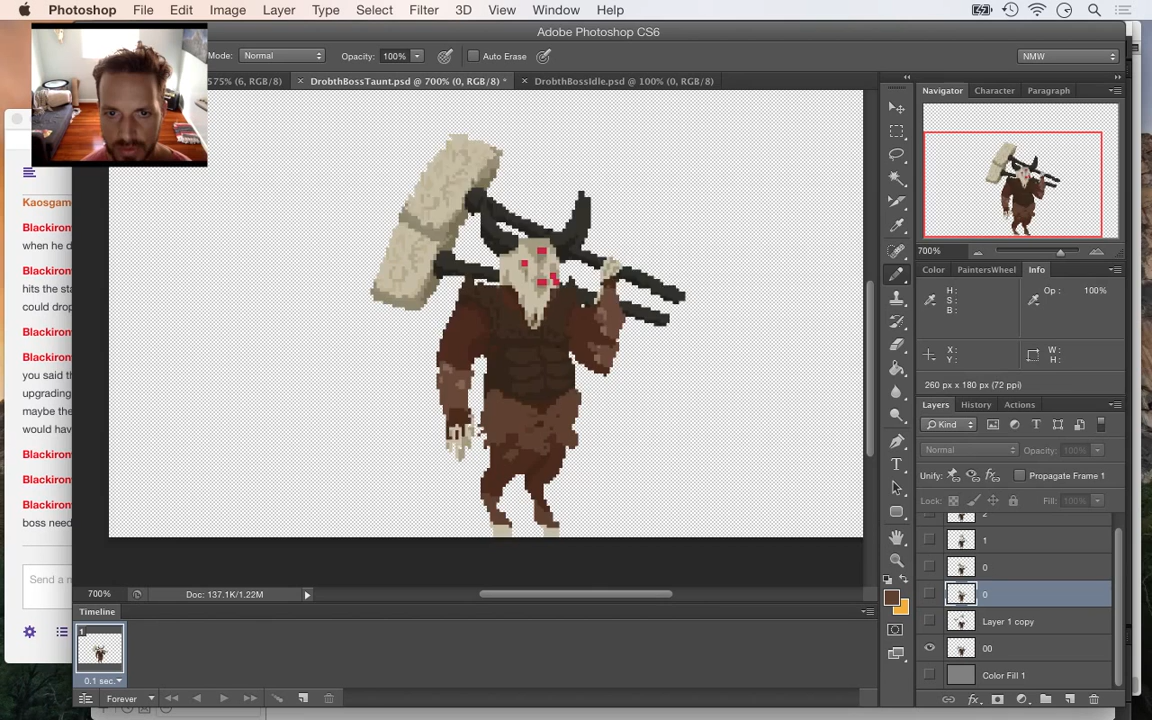 Photoshop File Edit Image Layer Type Select Filter 3D View Window Help
Adobe Photoshop CS6
Mode: Normal Opacity: 100% Auto Erase NMW
575% (6, RGB/8) × DrobthBossTaunt.psd @ 700% (0, RGB/8) * × DrobthBossIdle.psd @ 100% (0, RGB/8)
Kaosgam
Blackiron
when he d
Blackiron
hits the sta
could drop
Blackiron
Blackiron
you said th
upgrading
maybe the
would hav
Blackiron
Blackiron
Blackiron
boss need
Send a m
Navigator Character Paragraph
700%
Color PaintersWheel Info
H: Op: 100%
S:
B:
X: W:
Y: H:
260 px x 180 px (72 ppi)
Layers History Actions
Kind
Normal Opacity: 100%
Unify: Propagate Frame 1
Lock: Fill: 100%
2
1
0
0
Layer 1 copy
00
Color Fill 1
700% Doc: 137.1K/1.22M
Timeline
1
0.1 sec.
Forever